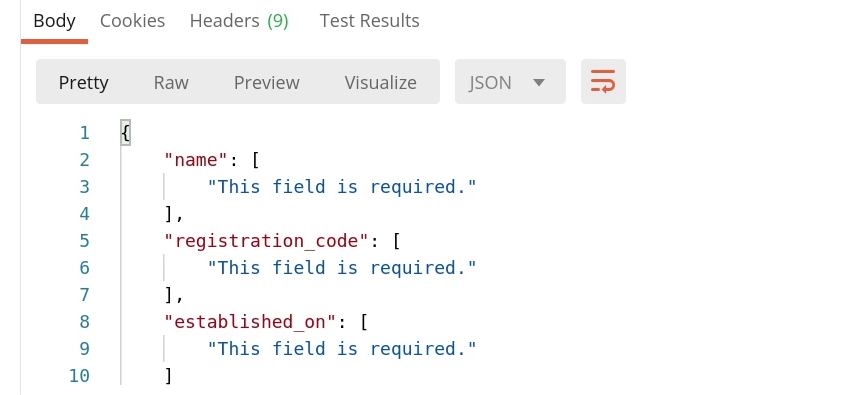 Body Cookies Headers (9) Test Results
Pretty Raw Preview Visualize JSON
1 {
2 "name": [
3 "This field is required."
4 ],
5 "registration_code": [
6 "This field is required."
7 ],
8 "established_on": [
9 "This field is required."
10 ]